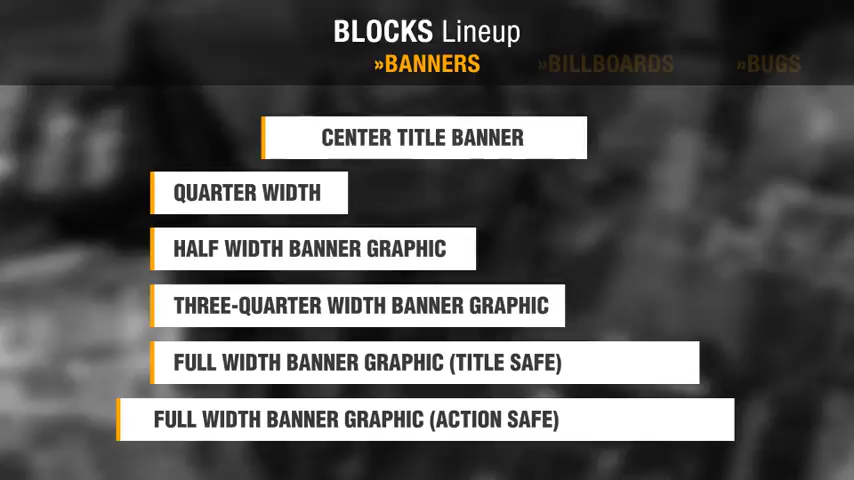 BLOCKS Lineup
»BANNERS »BILLBOARDS »BUGS
CENTER TITLE BANNER
QUARTER WIDTH
HALF WIDTH BANNER GRAPHIC
THREE-QUARTER WIDTH BANNER GRAPHIC
FULL WIDTH BANNER GRAPHIC (TITLE SAFE)
FULL WIDTH BANNER GRAPHIC (ACTION SAFE)